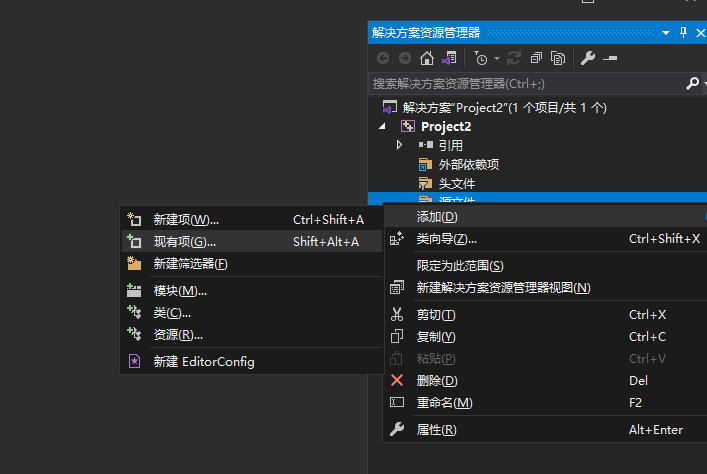 解决方案资源管理器
搜索解决方案资源管理器(Ctrl+;)
解决方案"Project2"(1 个项目/共 1 个)
Project2
引用
外部依赖项
头文件
源文件
新建项(W)... Ctrl+Shift+A
现有项(G)... Shift+Alt+A
新建筛选器(F)
模块(M)...
类(C)...
资源(R)...
新建 EditorConfig
添加(D)
类向导(Z)... Ctrl+Shift+X
限定为此范围(S)
新建解决方案资源管理器视图(N)
剪切(T) Ctrl+X
复制(Y) Ctrl+C
粘贴(P) Ctrl+V
删除(D) Del
重命名(M) F2
属性(R) Alt+Enter